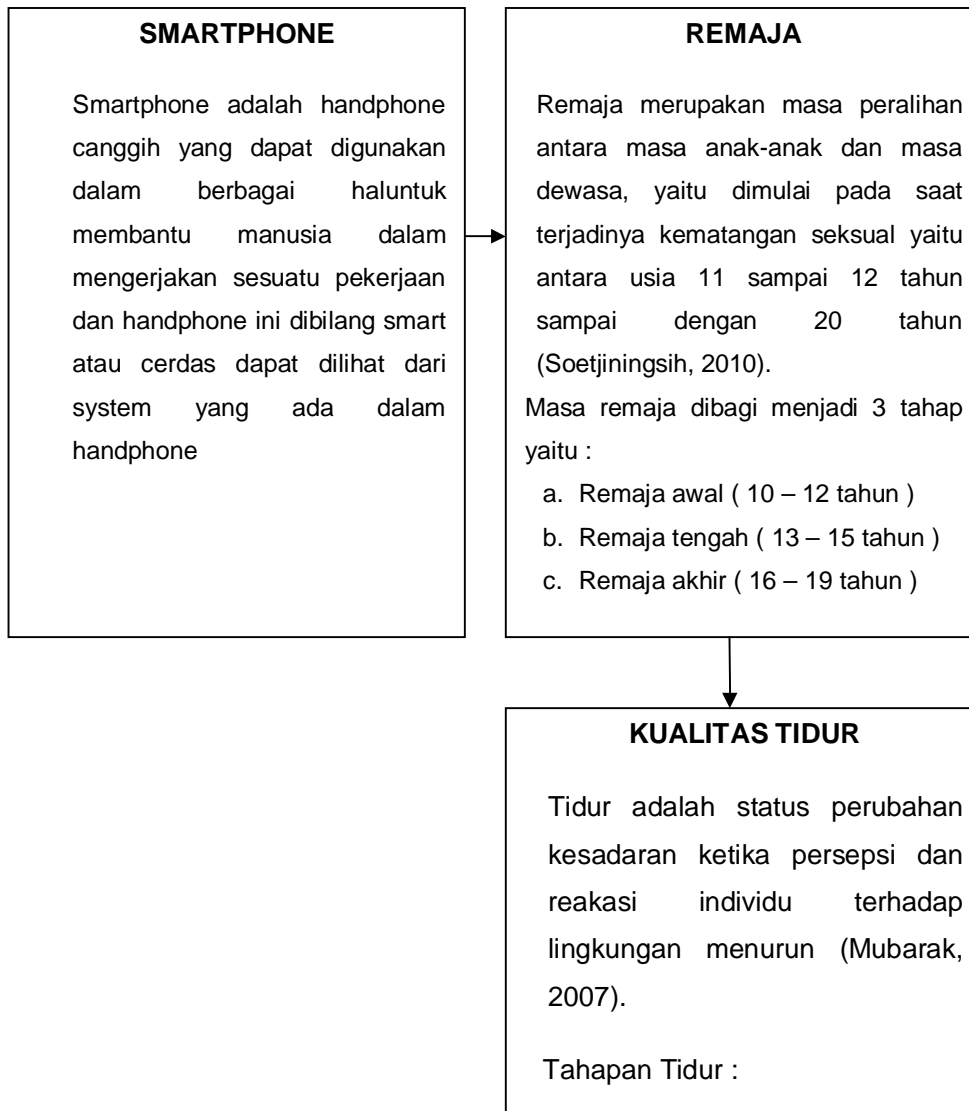 SMARTPHONE
Smartphone adalah handphone
canggih yang dapat digunakan
dalam berbagai haluntuk
membantu manusia dalam
mengerjakan sesuatu pekerjaan
dan handphone ini dibilang smart
atau cerdas dapat dilihat dari
system yang ada dalam
handphone
REMAJA
Remaja merupakan masa peralihan
antara masa anak-anak dan masa
dewasa, yaitu dimulai pada saat
terjadinya kematangan seksual yaitu
antara usia 11 sampai 12 tahun
sampai dengan 20 tahun
(Soetjiningsih, 2010).
Masa remaja dibagi menjadi 3 tahap
yaitu :
a. Remaja awal ( 10 – 12 tahun )
b. Remaja tengah ( 13 – 15 tahun )
c. Remaja akhir ( 16 – 19 tahun )
KUALITAS TIDUR
Tidur adalah status perubahan
kesadaran ketika persepsi dan
reakasi individu terhadap
lingkungan menurun (Mubarak,
2007).
Tahapan Tidur :